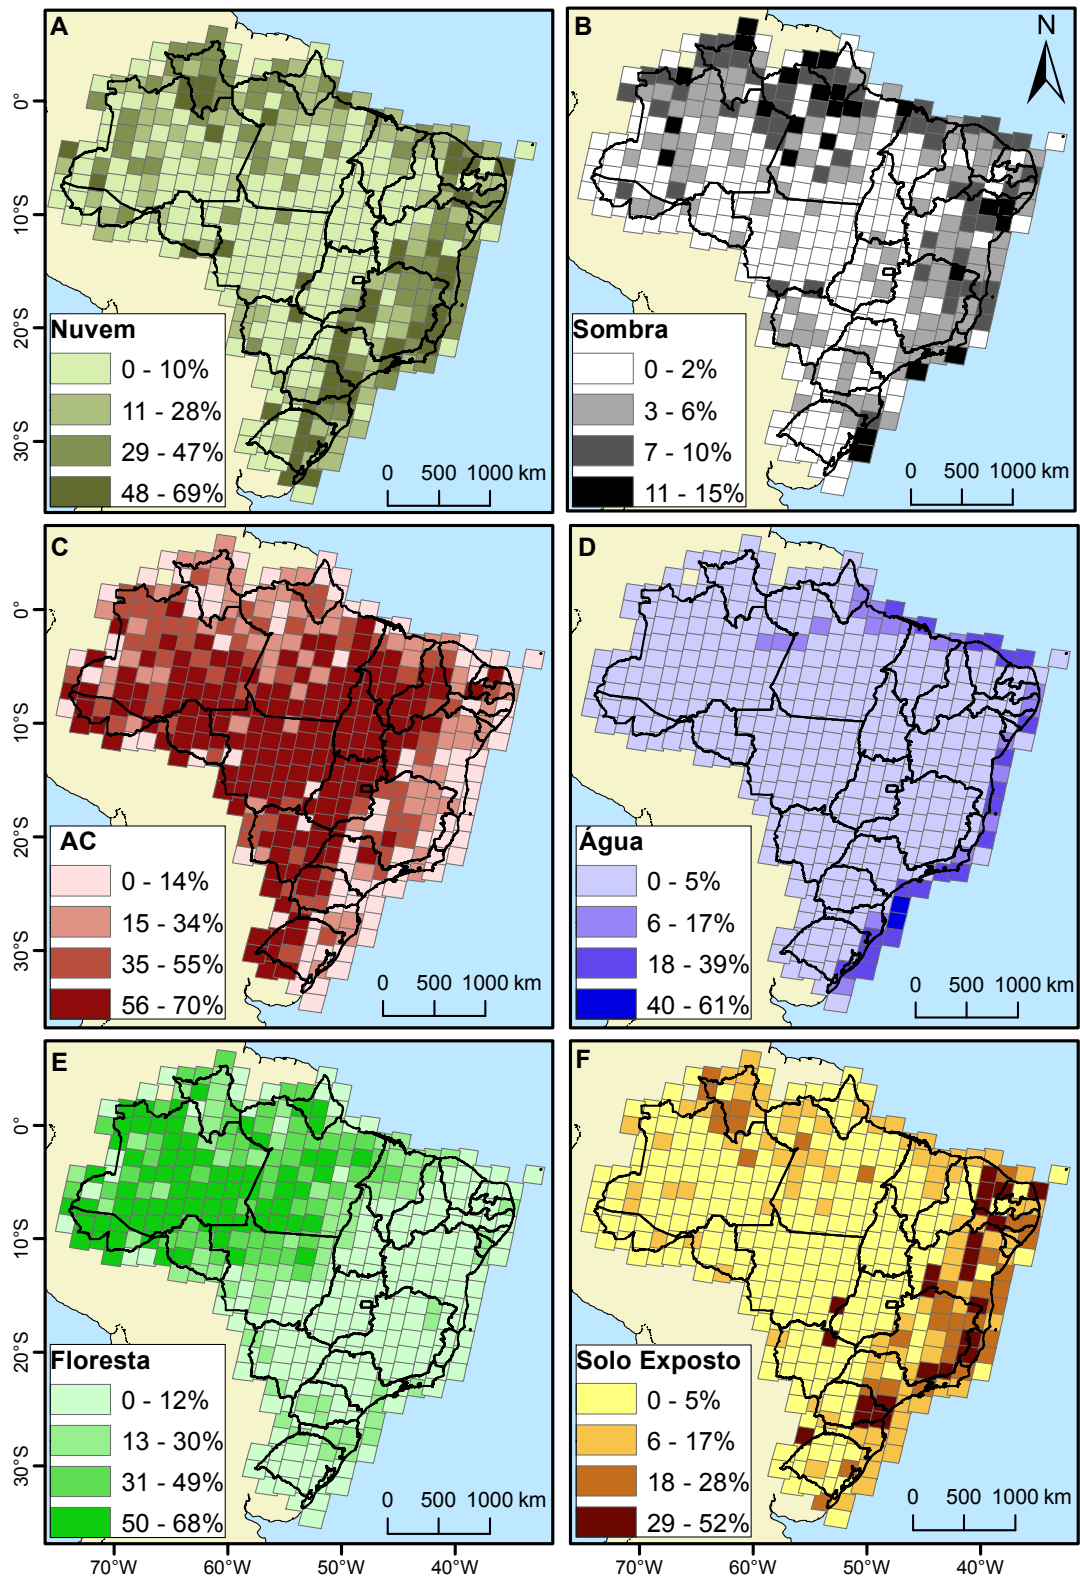 A
Nuvem
0 - 10%
11 - 28%
29 - 47%
48 - 69%
0 500 1000 km
0°
10°S
20°S
30°S
B
N
Sombra
0 - 2%
3 - 6%
7 - 10%
11 - 15%
0 500 1000 km
C
AC
0 - 14%
15 - 34%
35 - 55%
56 - 70%
0 500 1000 km
0°
10°S
20°S
30°S
D
Água
0 - 5%
6 - 17%
18 - 39%
40 - 61%
0 500 1000 km
E
Floresta
0 - 12%
13 - 30%
31 - 49%
50 - 68%
0 500 1000 km
0°
10°S
20°S
30°S
70°W 60°W 50°W 40°W
F
Solo Exposto
0 - 5%
6 - 17%
18 - 28%
29 - 52%
0 500 1000 km
70°W 60°W 50°W 40°W